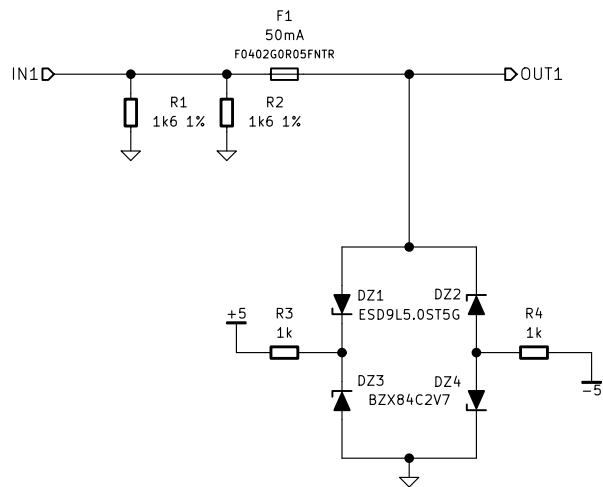 F1
50mA
F0402G0R05FNTR
IN1
OUT1
R1
1k6 1%
R2
1k6 1%
DZ1
DZ2
ESD9L5.0ST5G
+5
R3
1k
R4
1k
-5
DZ3
DZ4
BZX84C2V7